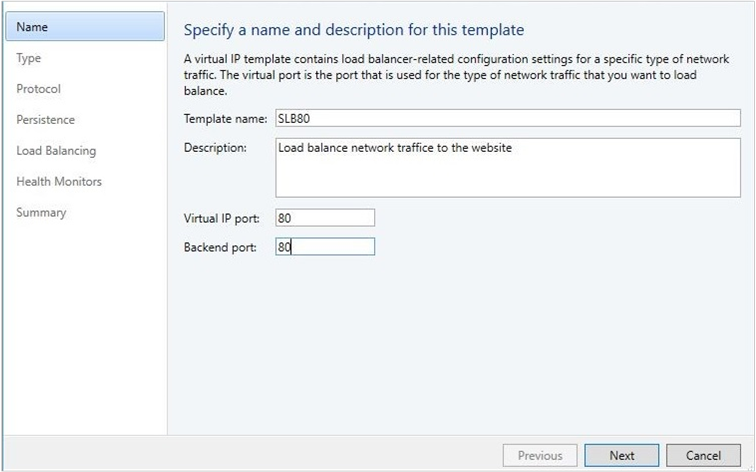 Name
Type
Protocol
Persistence
Load Balancing
Health Monitors
Summary
Specify a name and description for this template
A virtual IP template contains load balancer-related configuration settings for a specific type of network
traffic. The virtual port is the port that is used for the type of network traffic that you want to load
balance.
Template name: SLB80
Description: Load balance network traffice to the website
Virtual IP port: 80
Backend port: 80
Previous Next Cancel